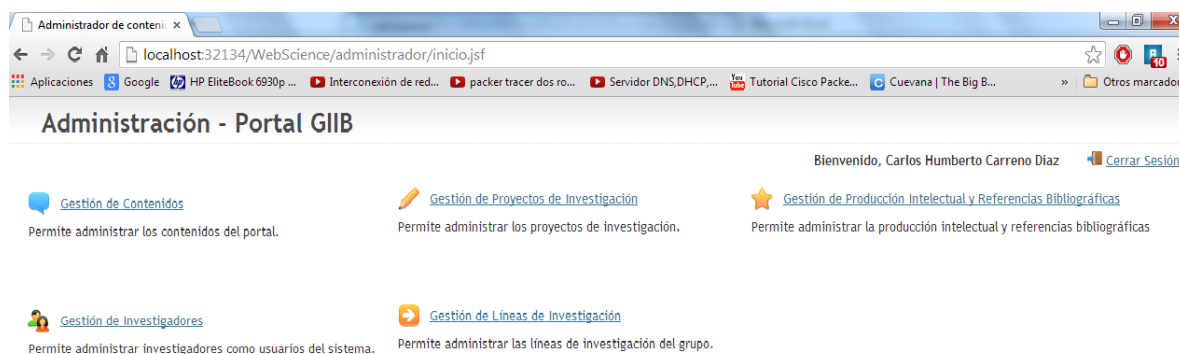 Administrador de conteni ×
localhost:32134/WebScience/administrador/inicio.jsf
Aplicaciones Google HP EliteBook 6930p ... Interconexión de red... packer tracer dos ro... Servidor DNS,DHCP,... You Tube Tutorial Cisco Packe... C Cuevana | The Big B... » Otros marcador
Administración - Portal GIIB
Bienvenido, Carlos Humberto Carreno Diaz Cerrar Sesión
Gestión de Contenidos Gestión de Proyectos de Investigación Gestión de Producción Intelectual y Referencias Bibliográficas
Permite administrar los contenidos del portal. Permite administrar los proyectos de investigación. Permite administrar la producción intelectual y referencias bibliográficas
Gestión de Investigadores Gestión de Líneas de Investigación
Permite administrar investigadores como usuarios del sistema. Permite administrar las líneas de investigación del grupo.